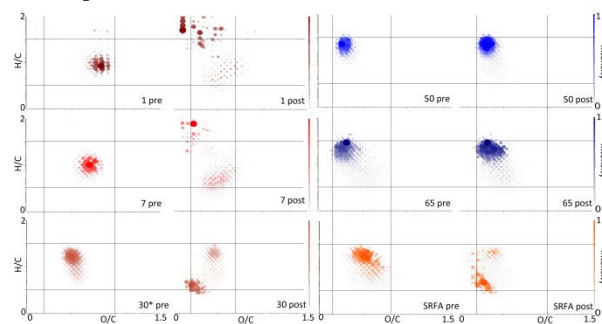 2
1
H/C
1 pre
1 post
50 pre
50 post
0
0
2
1
H/C
7 pre
7 post
65 pre
65 post
0
0
2
1
H/C
30* pre
30 post
SRFA pre
SRFA post
0
0
0
O/C
1.5
0
O/C
1.5
0
O/C
1.5
0
O/C
1.5